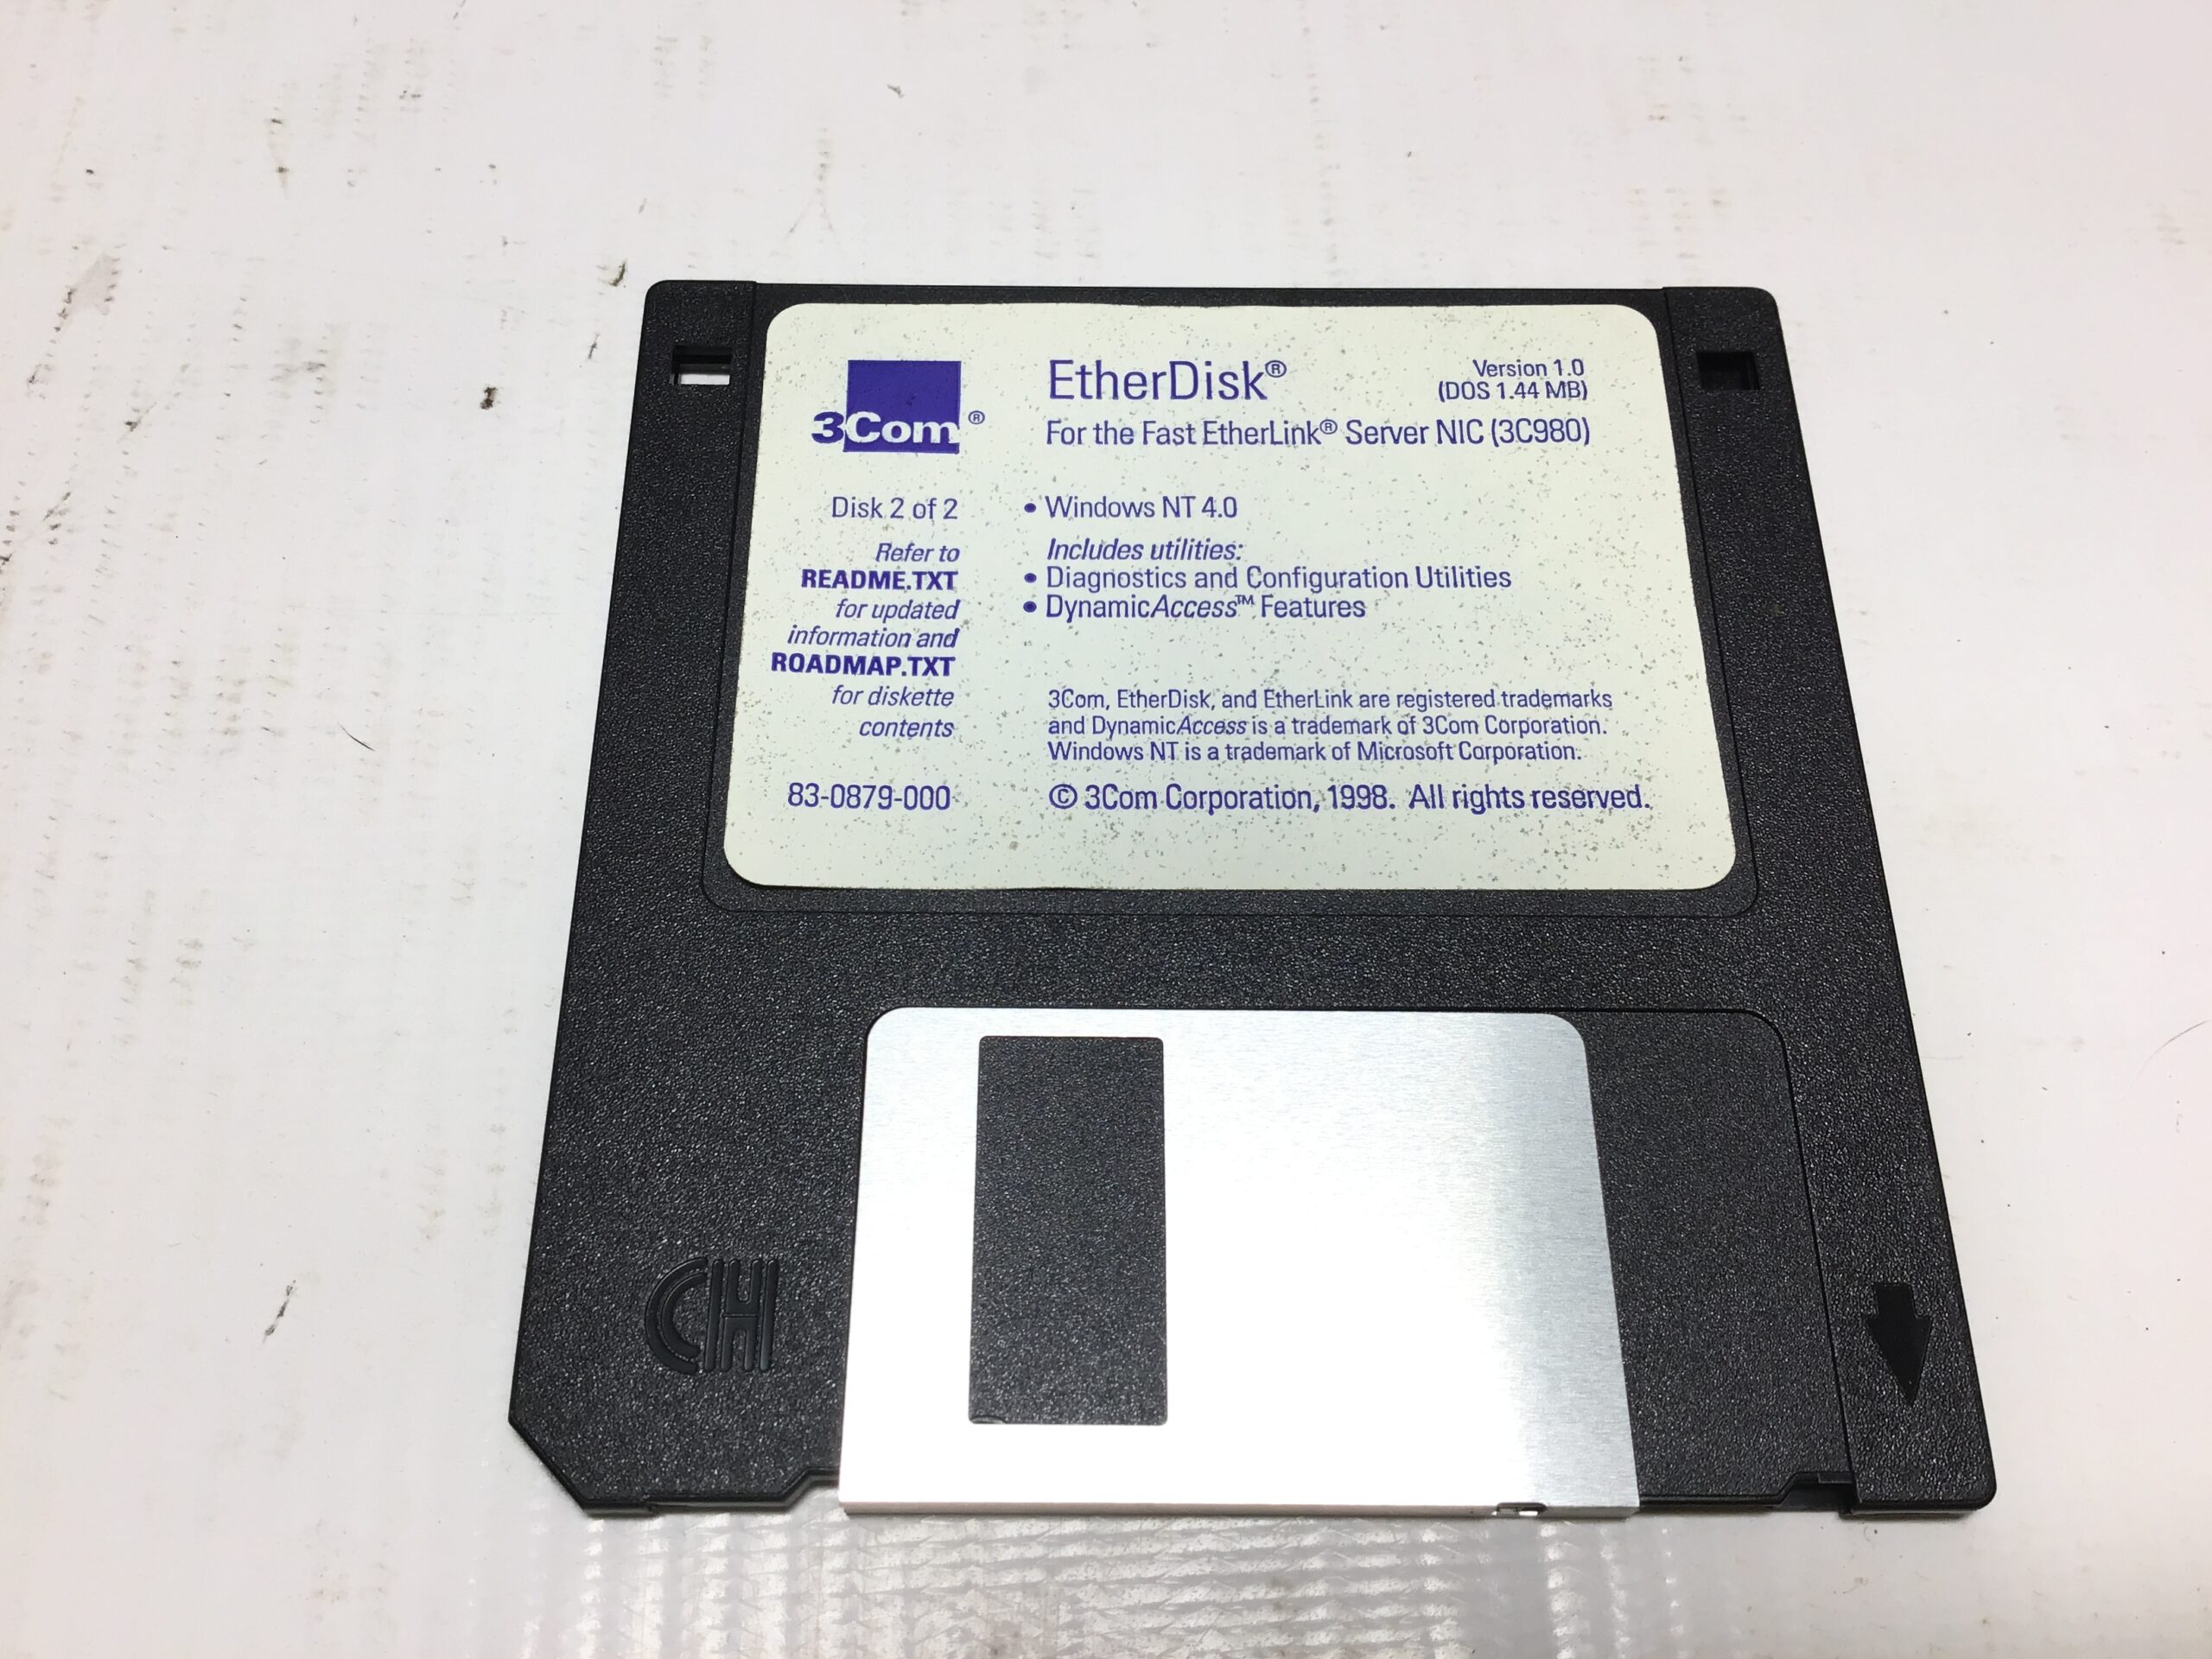 3Com®
EtherDisk®
Version 1.0
(DOS 1.44 MB)
For the Fast EtherLink® Server NIC (3C980)
Disk 2 of 2
Refer to
README.TXT
for updated
information and
ROADMAP.TXT
for diskette
contents
83-0879-000
• Windows NT 4.0
Includes utilities:
• Diagnostics and Configuration Utilities
• DynamicAccess™ Features
3Com, EtherDisk, and EtherLink are registered trademarks
and DynamicAccess is a trademark of 3Com Corporation.
Windows NT is a trademark of Microsoft Corporation.
© 3Com Corporation, 1998. All rights reserved.
CH